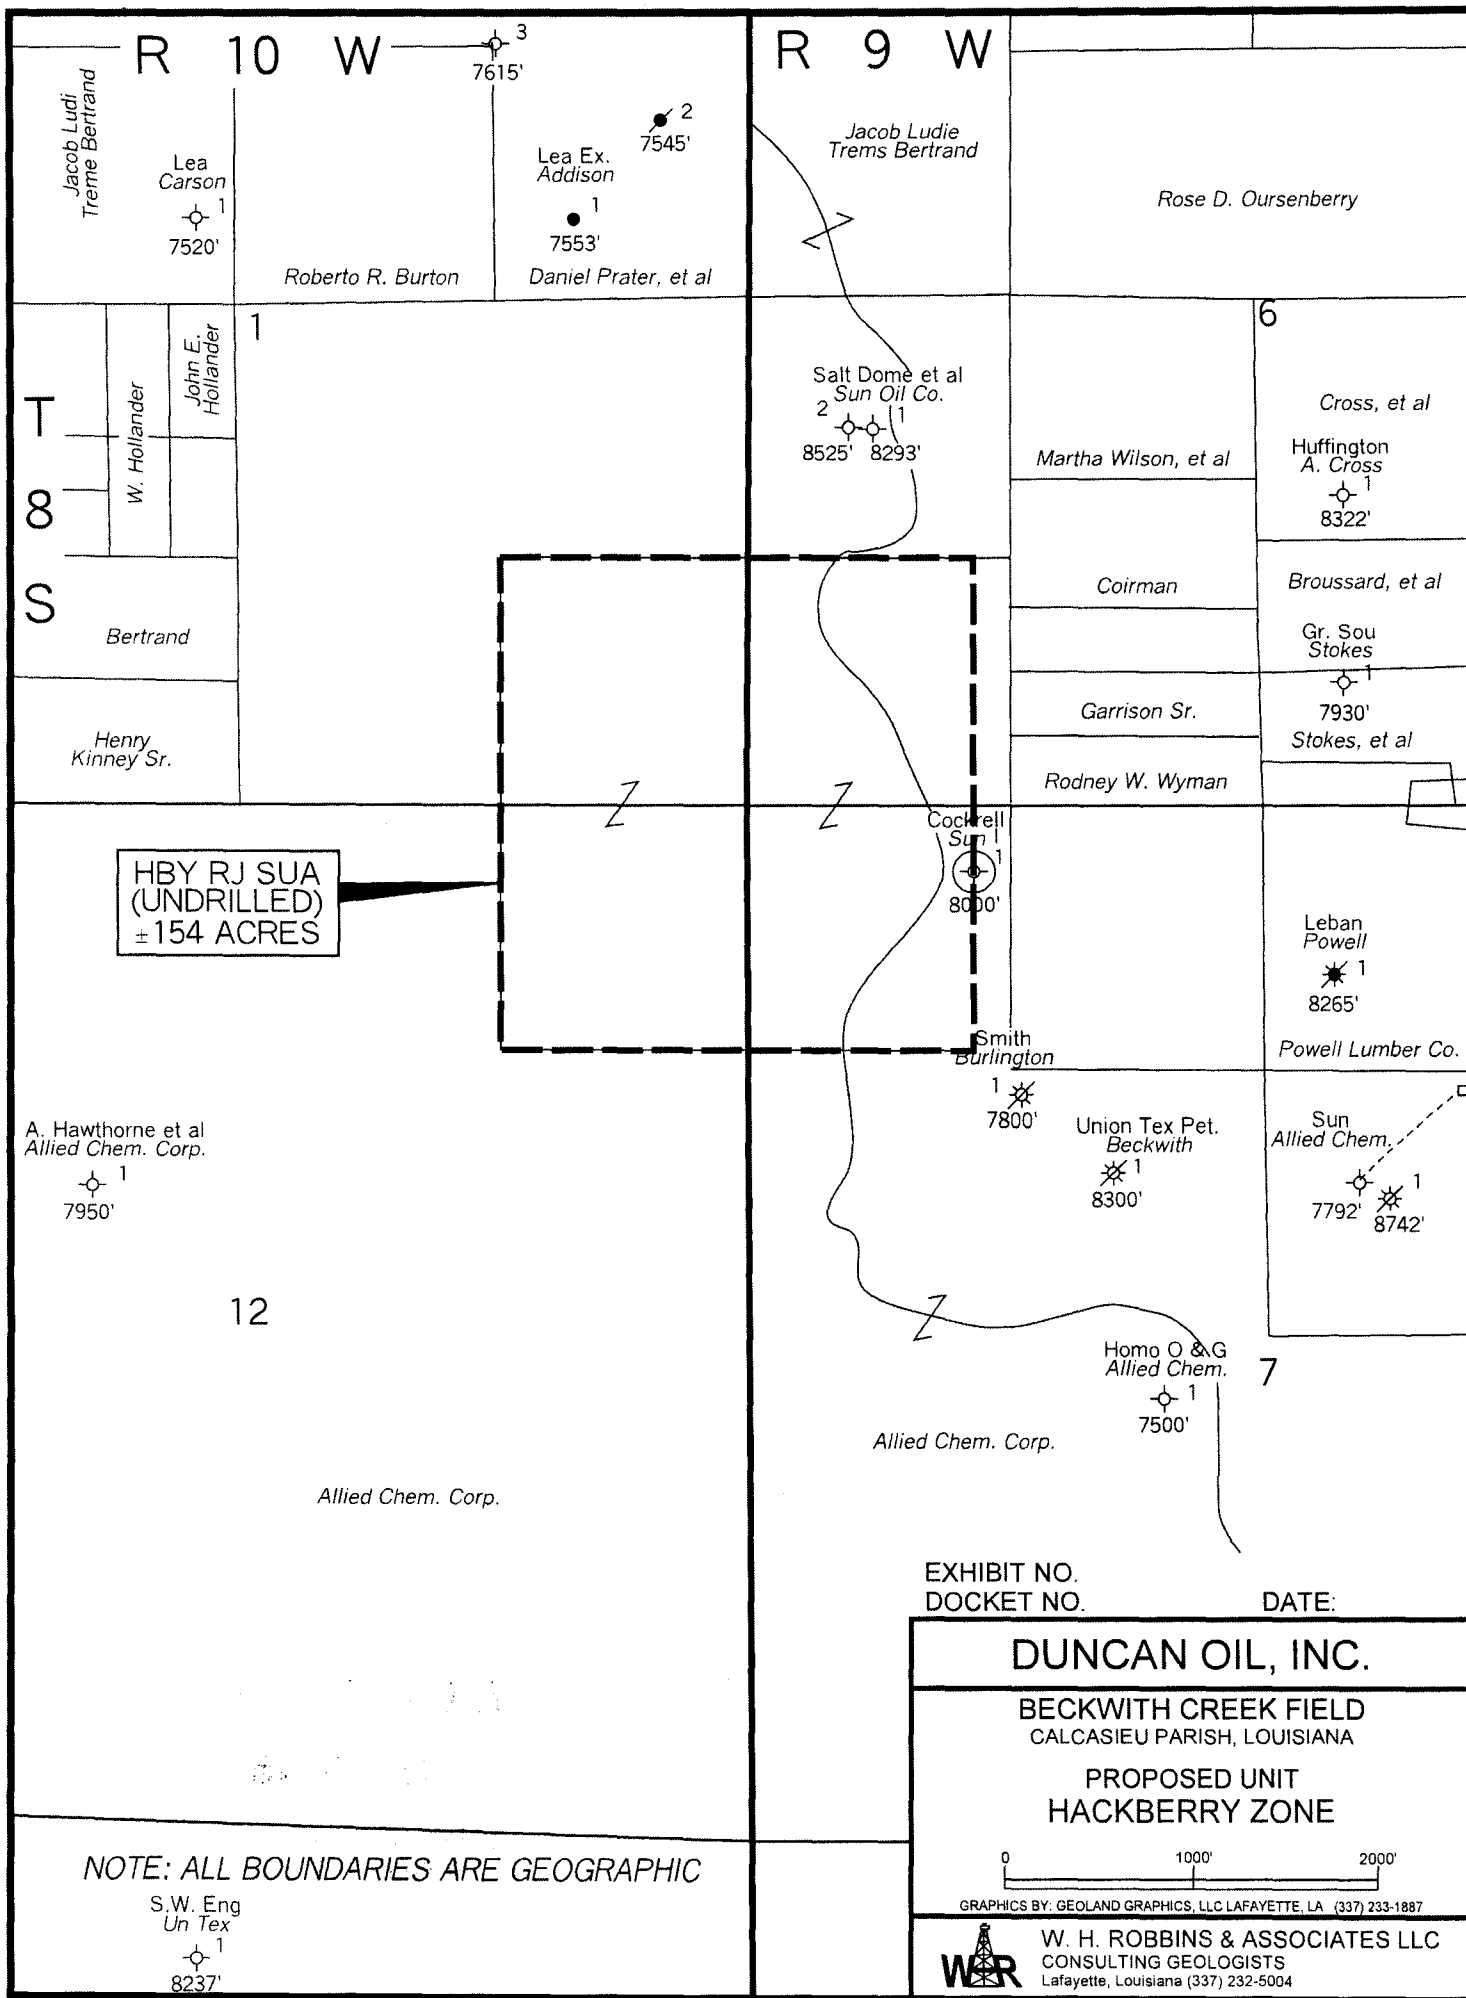 R 10 W
R 9 W
3
7615'
2
7545'
Jacob Ludi
Treme Bertrand
Lea
Carson
1
7520'
Lea Ex.
Addison
1
7553'
Jacob Ludie
Trems Bertrand
Rose D. Oursenberry
Roberto R. Burton
Daniel Prater, et al
1
6
T
8
S
W. Hollander
John E.
Hollander
Salt Dome et al
Sun Oil Co.
2
1
8525'
8293'
Martha Wilson, et al
Cross, et al
Huffington
A. Cross
1
8322'
Coirman
Broussard, et al
Bertrand
Gr. Sou
Stokes
1
7930'
Garrison Sr.
Stokes, et al
Henry
Kinney Sr.
Rodney W. Wyman
Cockrell
Sun
1
8000'
HBY RJ SUA
(UNDRILLED)
±154 ACRES
Leban
Powell
1
8265'
Powell Lumber Co.
Smith
Burlington
1
7800'
Union Tex Pet.
Beckwith
1
8300'
Sun
Allied Chem.
7792'
1
8742'
A. Hawthorne et al
Allied Chem. Corp.
1
7950'
12
Homo O & G
Allied Chem.
1
7500'
7
Allied Chem. Corp.
Allied Chem. Corp.
EXHIBIT NO.
DOCKET NO. DATE:
DUNCAN OIL, INC.
BECKWITH CREEK FIELD
CALCASIEU PARISH, LOUISIANA
PROPOSED UNIT
HACKBERRY ZONE
0 1000' 2000'
GRAPHICS BY: GEOLAND GRAPHICS, LLC LAFAYETTE, LA (337) 233-1887
NOTE: ALL BOUNDARIES ARE GEOGRAPHIC
S.W. Eng
Un Tex
1
8237'
WHR
W. H. ROBBINS & ASSOCIATES LLC
CONSULTING GEOLOGISTS
Lafayette, Louisiana (337) 232-5004